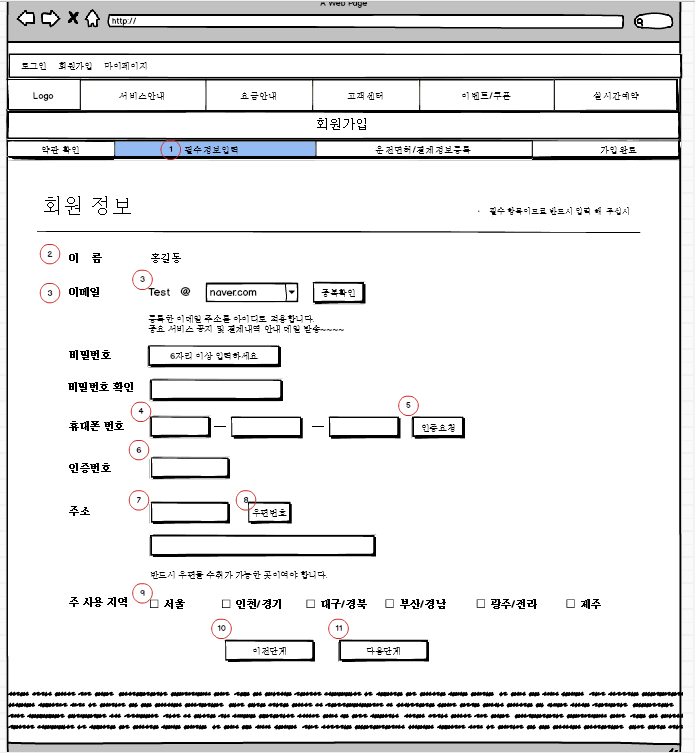 A Web Page
http://
로그인 회원가입 마이페이지
Logo 서비스안내 요금안내 고객센터 이벤트/쿠폰 실시간예약
회원가입
약관 확인 1 필수정보입력 운전면허/결제정보등록 가입완료
회원 정보
· 필수 항목이므로 반드시 입력 해 주십시
2 이 름 홍길동
3 이메일 3 Test @ naver.com 중복확인
등록한 이메일 주소를 아이디로 적용합니다.
중요 서비스 공지 및 결제내역 안내 메일 발송~~~~
비밀번호 6자리 이상 입력하세요
비밀번호 확인
휴대폰 번호 4 — — 5 인증요청
인증번호 6
주소 7 8 우편번호
반드시 우편물 수취가 가능한 곳이여야 합니다.
주 사용 지역 9 □ 서울 □ 인천/경기 □ 대구/경북 □ 부산/경남 □ 광주/전라 □ 제주
10 이전단계 11 다음단계